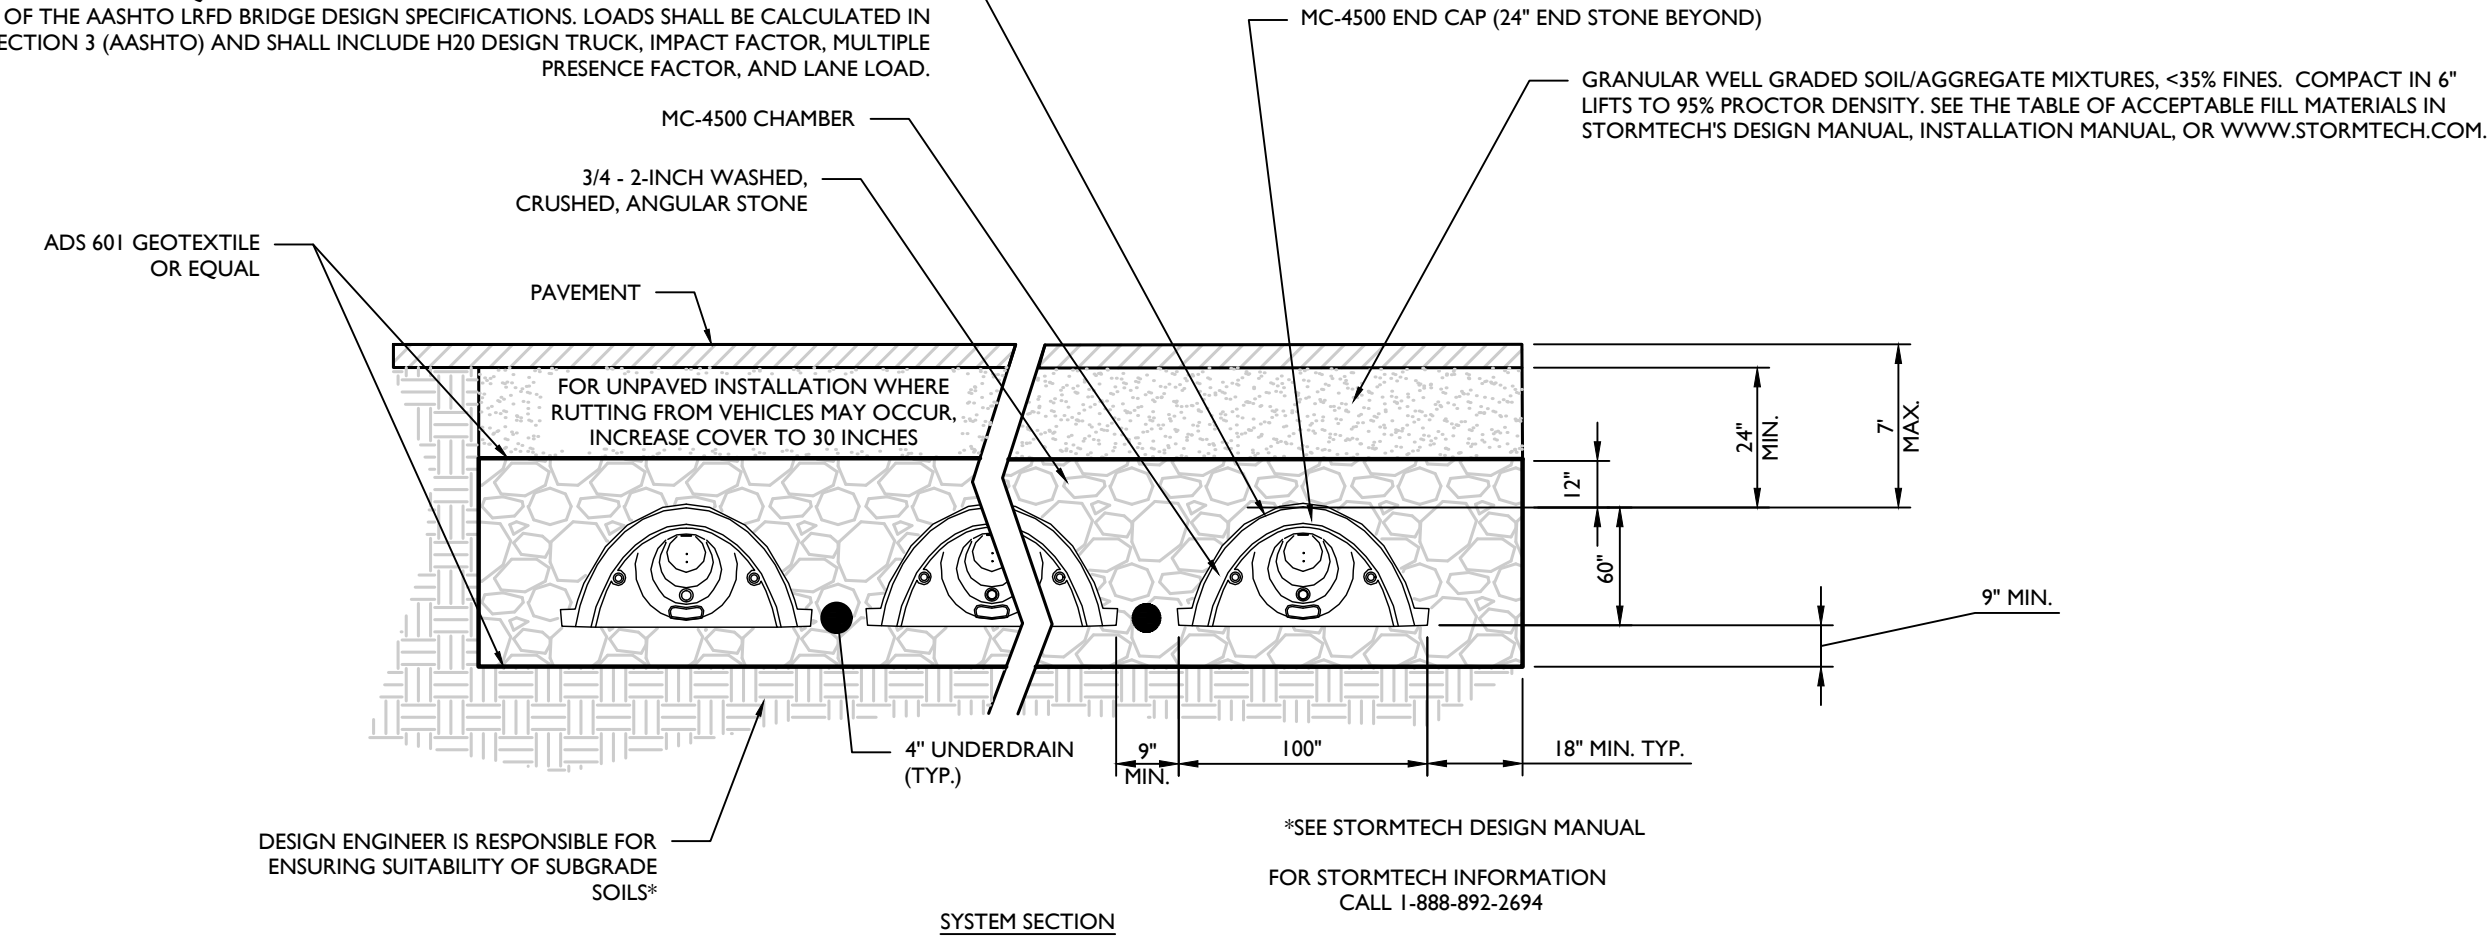 OF THE AASHTO LRFD BRIDGE DESIGN SPECIFICATIONS. LOADS SHALL BE CALCULATED IN
SECTION 3 (AASHTO) AND SHALL INCLUDE H20 DESIGN TRUCK, IMPACT FACTOR, MULTIPLE
PRESENCE FACTOR, AND LANE LOAD.
MC-4500 END CAP (24" END STONE BEYOND)
GRANULAR WELL GRADED SOIL/AGGREGATE MIXTURES, <35% FINES. COMPACT IN 6"
LIFTS TO 95% PROCTOR DENSITY. SEE THE TABLE OF ACCEPTABLE FILL MATERIALS IN
STORMTECH'S DESIGN MANUAL, INSTALLATION MANUAL, OR WWW.STORMTECH.COM.
MC-4500 CHAMBER
3/4 - 2-INCH WASHED,
CRUSHED, ANGULAR STONE
ADS 601 GEOTEXTILE
OR EQUAL
PAVEMENT
FOR UNPAVED INSTALLATION WHERE
RUTTING FROM VEHICLES MAY OCCUR,
INCREASE COVER TO 30 INCHES
24"
MIN.
7'
MAX.
12"
60"
9" MIN.
4" UNDERDRAIN
(TYP.)
9"
MIN.
100"
18" MIN. TYP.
DESIGN ENGINEER IS RESPONSIBLE FOR
ENSURING SUITABILITY OF SUBGRADE
SOILS*
*SEE STORMTECH DESIGN MANUAL
FOR STORMTECH INFORMATION
CALL 1-888-892-2694
SYSTEM SECTION